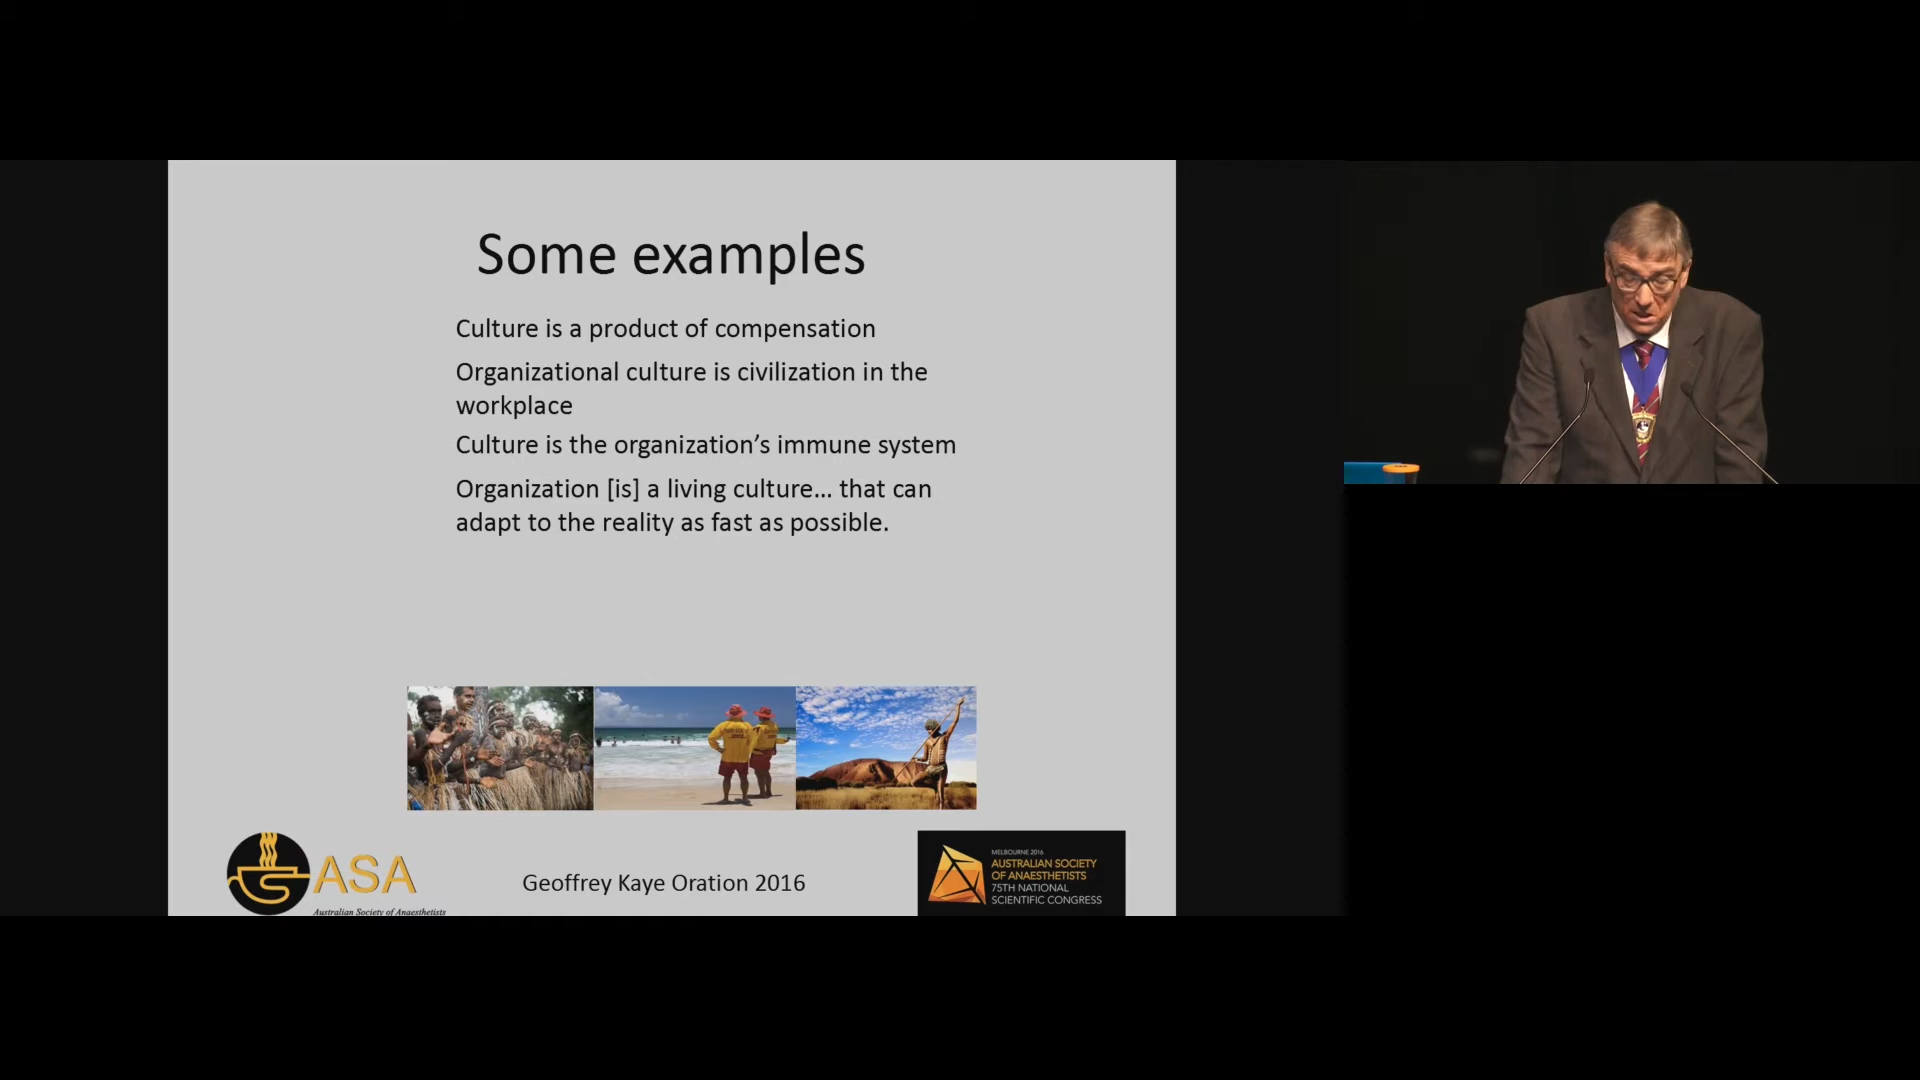 Some examples
Culture is a product of compensation
Organizational culture is civilization in the
workplace
Culture is the organization’s immune system
Organization [is] a living culture... that can
adapt to the reality as fast as possible.
ASA
Australian Society of Anaesthetists
Geoffrey Kaye Oration 2016
MELBOURNE 2016
AUSTRALIAN SOCIETY
OF ANAESTHETISTS
75TH NATIONAL
SCIENTIFIC CONGRESS